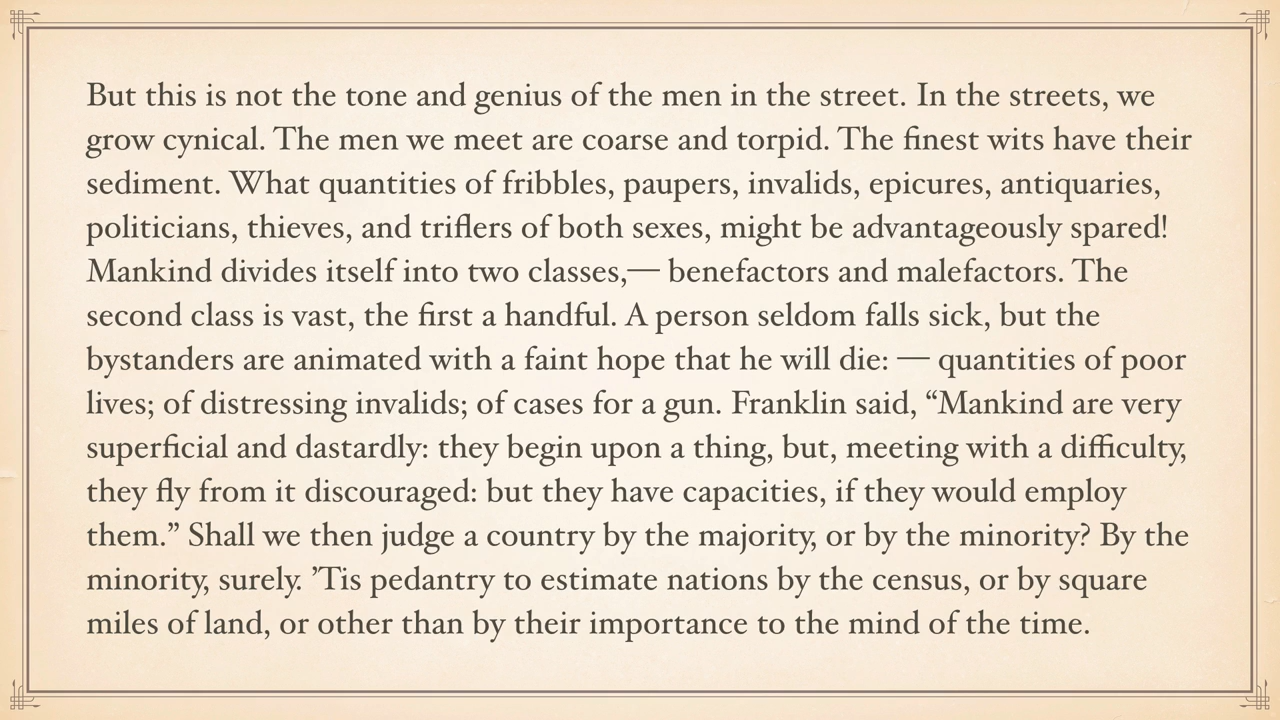 But this is not the tone and genius of the men in the street. In the streets, we
grow cynical. The men we meet are coarse and torpid. The finest wits have their
sediment. What quantities of fribbles, paupers, invalids, epicures, antiquaries,
politicians, thieves, and triflers of both sexes, might be advantageously spared!
Mankind divides itself into two classes,— benefactors and malefactors. The
second class is vast, the first a handful. A person seldom falls sick, but the
bystanders are animated with a faint hope that he will die: — quantities of poor
lives; of distressing invalids; of cases for a gun. Franklin said, “Mankind are very
superficial and dastardly: they begin upon a thing, but, meeting with a difficulty,
they fly from it discouraged: but they have capacities, if they would employ
them.” Shall we then judge a country by the majority, or by the minority? By the
minority, surely. ’Tis pedantry to estimate nations by the census, or by square
miles of land, or other than by their importance to the mind of the time.